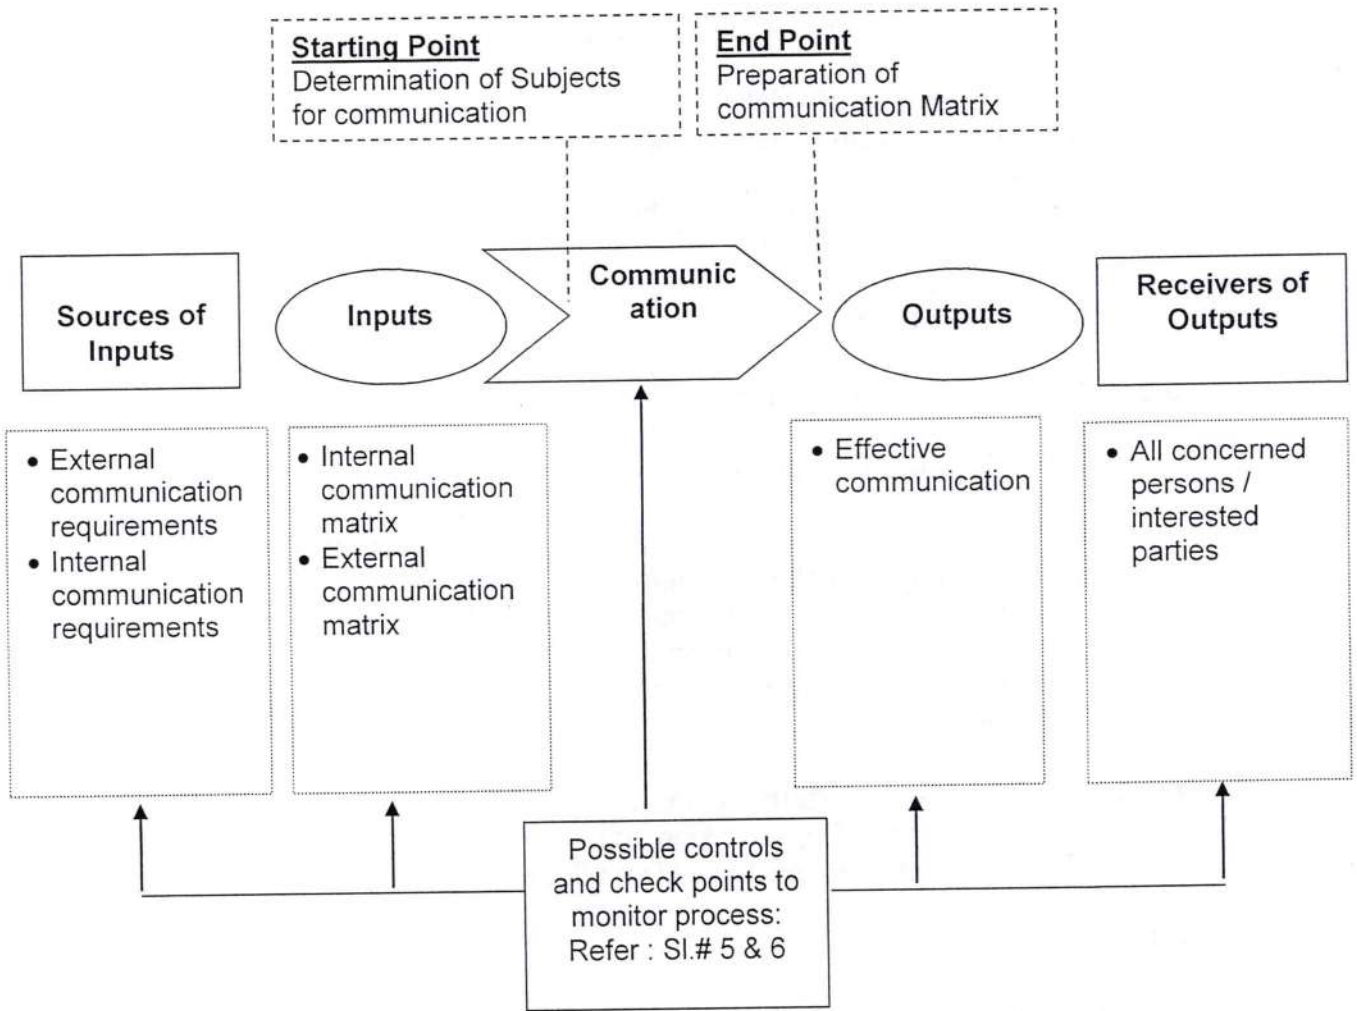 Starting Point
Determination of Subjects
for communication
End Point
Preparation of
communication Matrix
Sources of
Inputs
Inputs
Communic
ation
Outputs
Receivers of
Outputs
• External
communication
requirements
• Internal
communication
requirements
• Internal
communication
matrix
• External
communication
matrix
• Effective
communication
• All concerned
persons /
interested
parties
Possible controls
and check points to
monitor process:
Refer : Sl.# 5 & 6